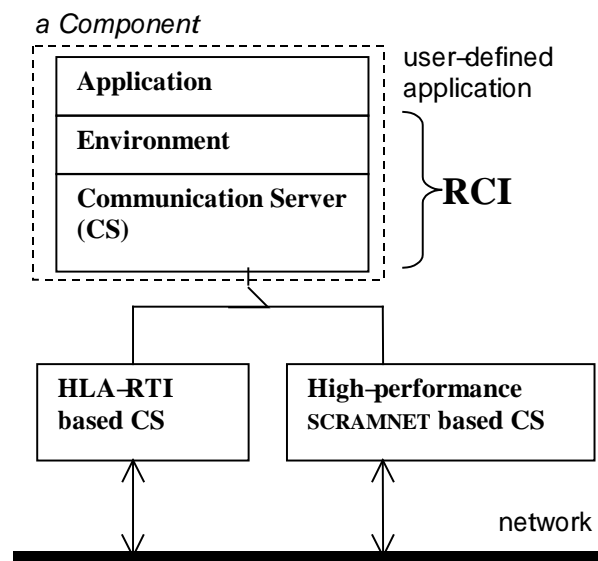 a Component
user-defined
application
Application
Environment
Communication Server
(CS)
RCI
HLA-RTI
based CS
High-performance
SCRAMNET based CS
network